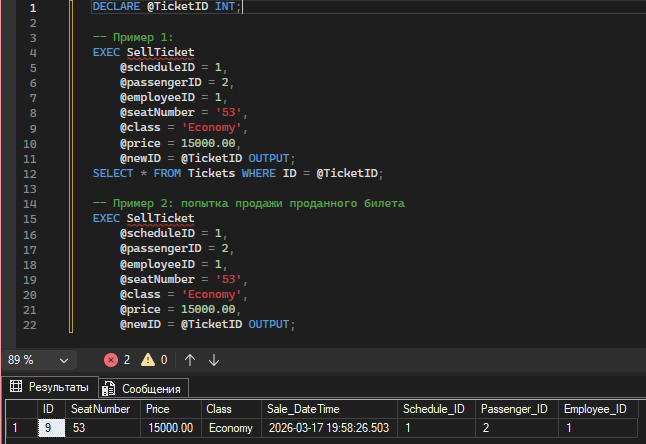 1 DECLARE @TicketID INT;
2
3 -- Пример 1:
4 EXEC SellTicket
5 @scheduleID = 1,
6 @passengerID = 2,
7 @employeeID = 1,
8 @seatNumber = '53',
9 @class = 'Economy',
10 @price = 15000.00,
11 @newID = @TicketID OUTPUT;
12 SELECT * FROM Tickets WHERE ID = @TicketID;
13
14 -- Пример 2: попытка продажи проданного билета
15 EXEC SellTicket
16 @scheduleID = 1,
17 @passengerID = 2,
18 @employeeID = 1,
19 @seatNumber = '53',
20 @class = 'Economy',
21 @price = 15000.00,
22 @newID = @TicketID OUTPUT;
89 % 2 0
Результаты Сообщения
ID SeatNumber Price Class Sale_DateTime Schedule_ID Passenger_ID Employee_ID
1 9 53 15000.00 Economy 2026-03-17 19:58:26.503 1 2 1